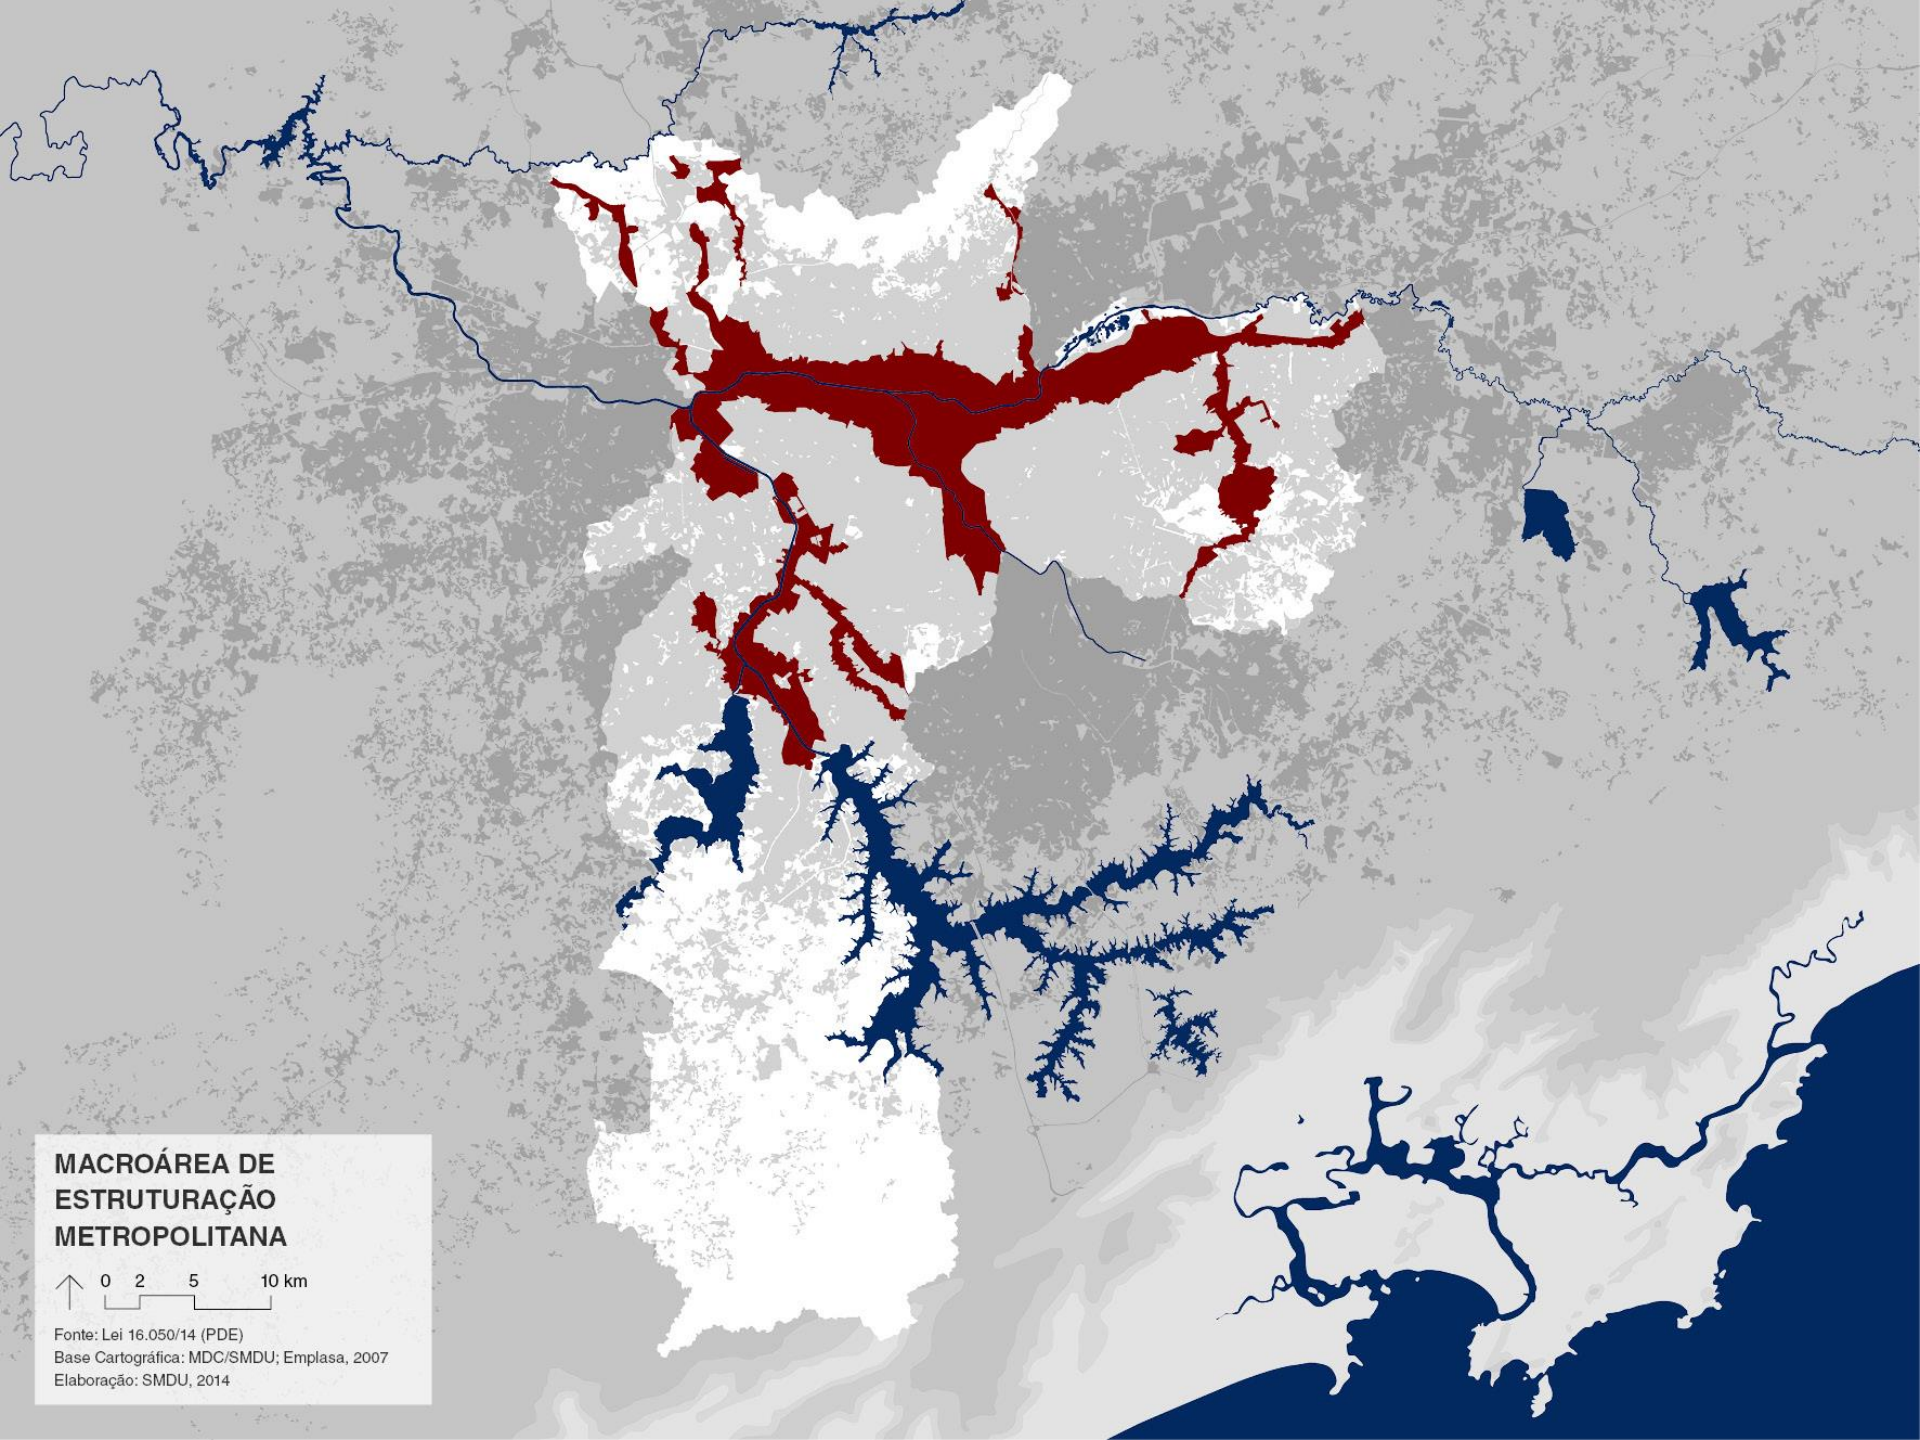 MACROÁREA DE
ESTRUTURAÇÃO
METROPOLITANA
0 2 5 10 km
Fonte: Lei 16.050/14 (PDE)
Base Cartográfica: MDC/SMDU; Emplasa, 2007
Elaboração: SMDU, 2014